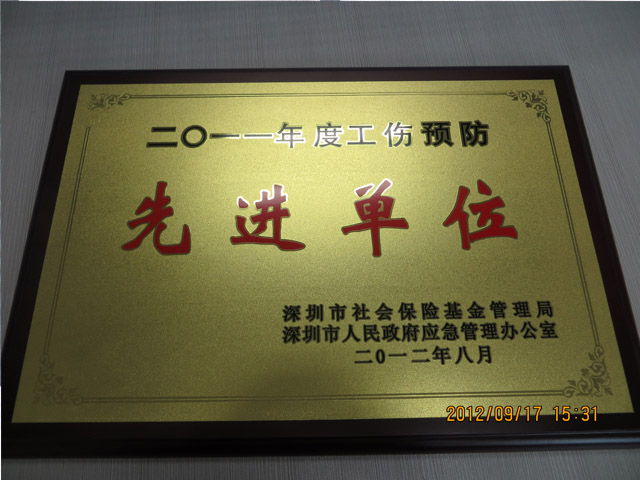 二〇一一年度工伤预防
先进单位
深圳市社会保险基金管理局
深圳市人民政府应急管理办公室
二〇一二年八月
2012/09/17 15:31